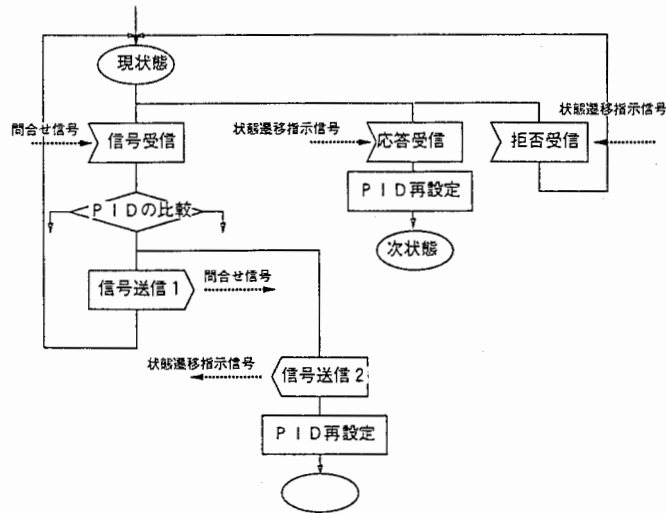 現状態
問合せ信号
信号受信
状態遷移指示信号
応答受信
状態遷移指示信号
拒否受信
PIDの比較
PID再設定
次状態
信号送信1
問合せ信号
状態遷移指示信号
信号送信2
PID再設定